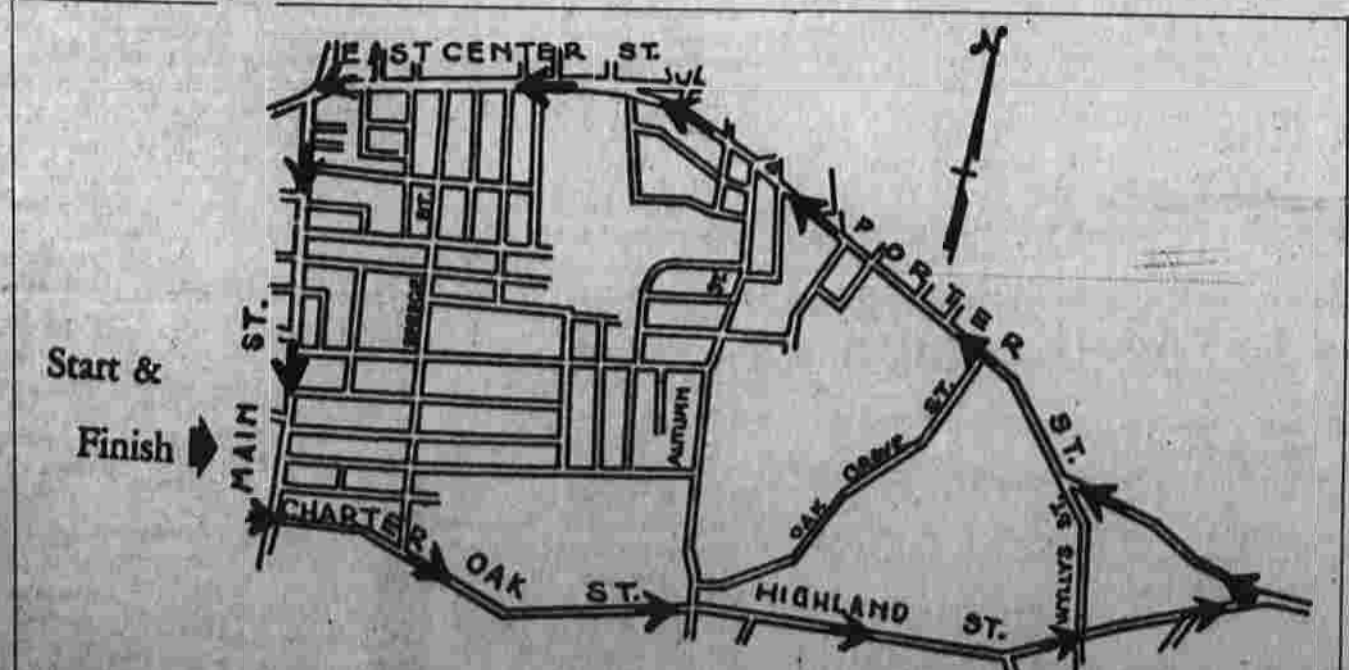 EAST CENTER ST.
N
PORTER ST.
ST.
ST.
MAIN ST.
Start &
Finish
AUTUMN
OAK GROVE ST.
CHARTER OAK ST.
HIGHLAND ST.